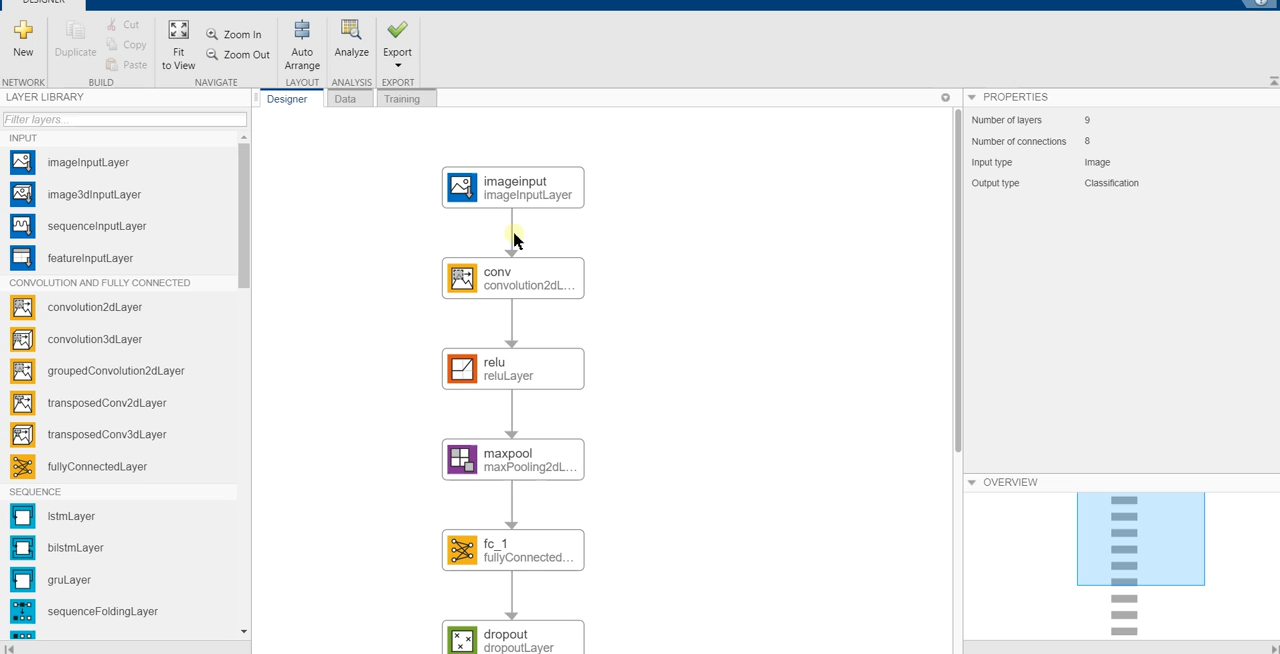 DESIGNER
New
Duplicate
Cut
Copy
Paste
Fit
to View
Zoom In
Zoom Out
Auto
Arrange
Analyze
Export
NETWORK
BUILD
NAVIGATE
LAYOUT
ANALYSIS
EXPORT
LAYER LIBRARY
Filter layers...
INPUT
imageInputLayer
image3dInputLayer
sequenceInputLayer
featureInputLayer
CONVOLUTION AND FULLY CONNECTED
convolution2dLayer
convolution3dLayer
groupedConvolution2dLayer
transposedConv2dLayer
transposedConv3dLayer
fullyConnectedLayer
SEQUENCE
lstmLayer
bilstmLayer
gruLayer
sequenceFoldingLayer
Designer
Data
Training
imageinput
imageInputLayer
conv
convolution2dL...
relu
reluLayer
maxpool
maxPooling2dL...
fc_1
fullyConnected...
dropout
dropoutLayer
PROPERTIES
Number of layers 9
Number of connections 8
Input type Image
Output type Classification
OVERVIEW